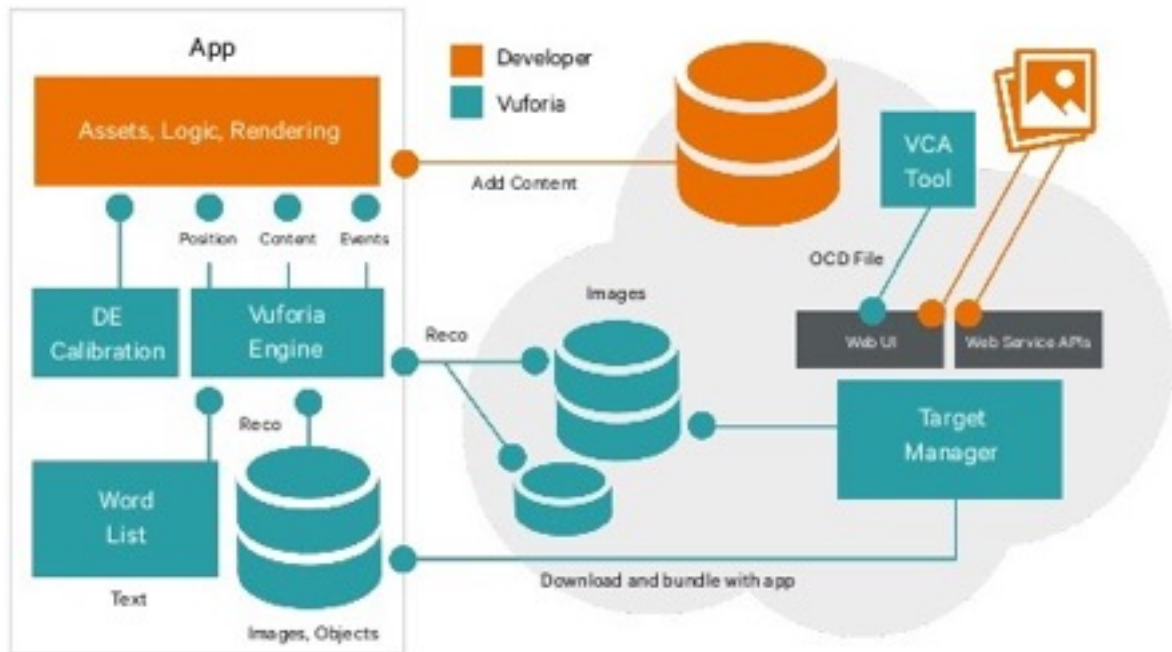 App
Developer
Vuforia
Assets, Logic, Rendering
Add Content
VCA
Tool
Position
Content
Events
OCD File
DE
Calibration
Vuforia
Engine
Images
Reco
Web UI
Web Service APIs
Reco
Target
Manager
Word
List
Download and bundle with app
Text
Images, Objects